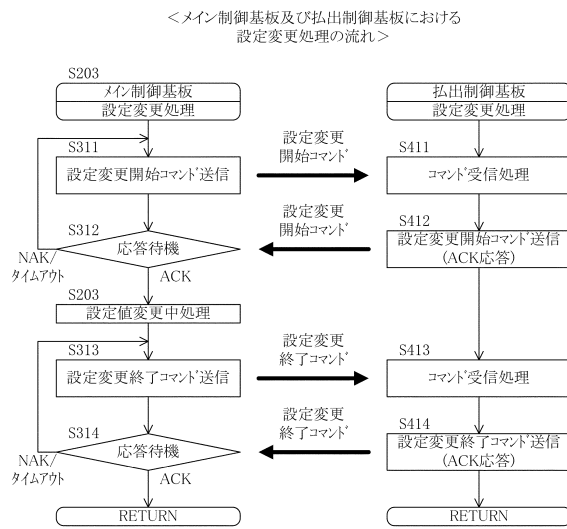 ＜メイン制御基板及び払出制御基板における
設定変更処理の流れ＞
S203
メイン制御基板
設定変更処理
払出制御基板
設定変更処理
S311
設定変更開始コマンド送信
設定変更
開始コマンド
S411
コマンド受信処理
S312
応答待機
NAK/
タイムアウト
ACK
設定変更
開始コマンド
S412
設定変更開始コマンド送信
(ACK応答)
S203
設定値変更中処理
S313
設定変更終了コマンド送信
設定変更
終了コマンド
S413
コマンド受信処理
S314
応答待機
NAK/
タイムアウト
ACK
設定変更
終了コマンド
S414
設定変更終了コマンド送信
(ACK応答)
RETURN
RETURN